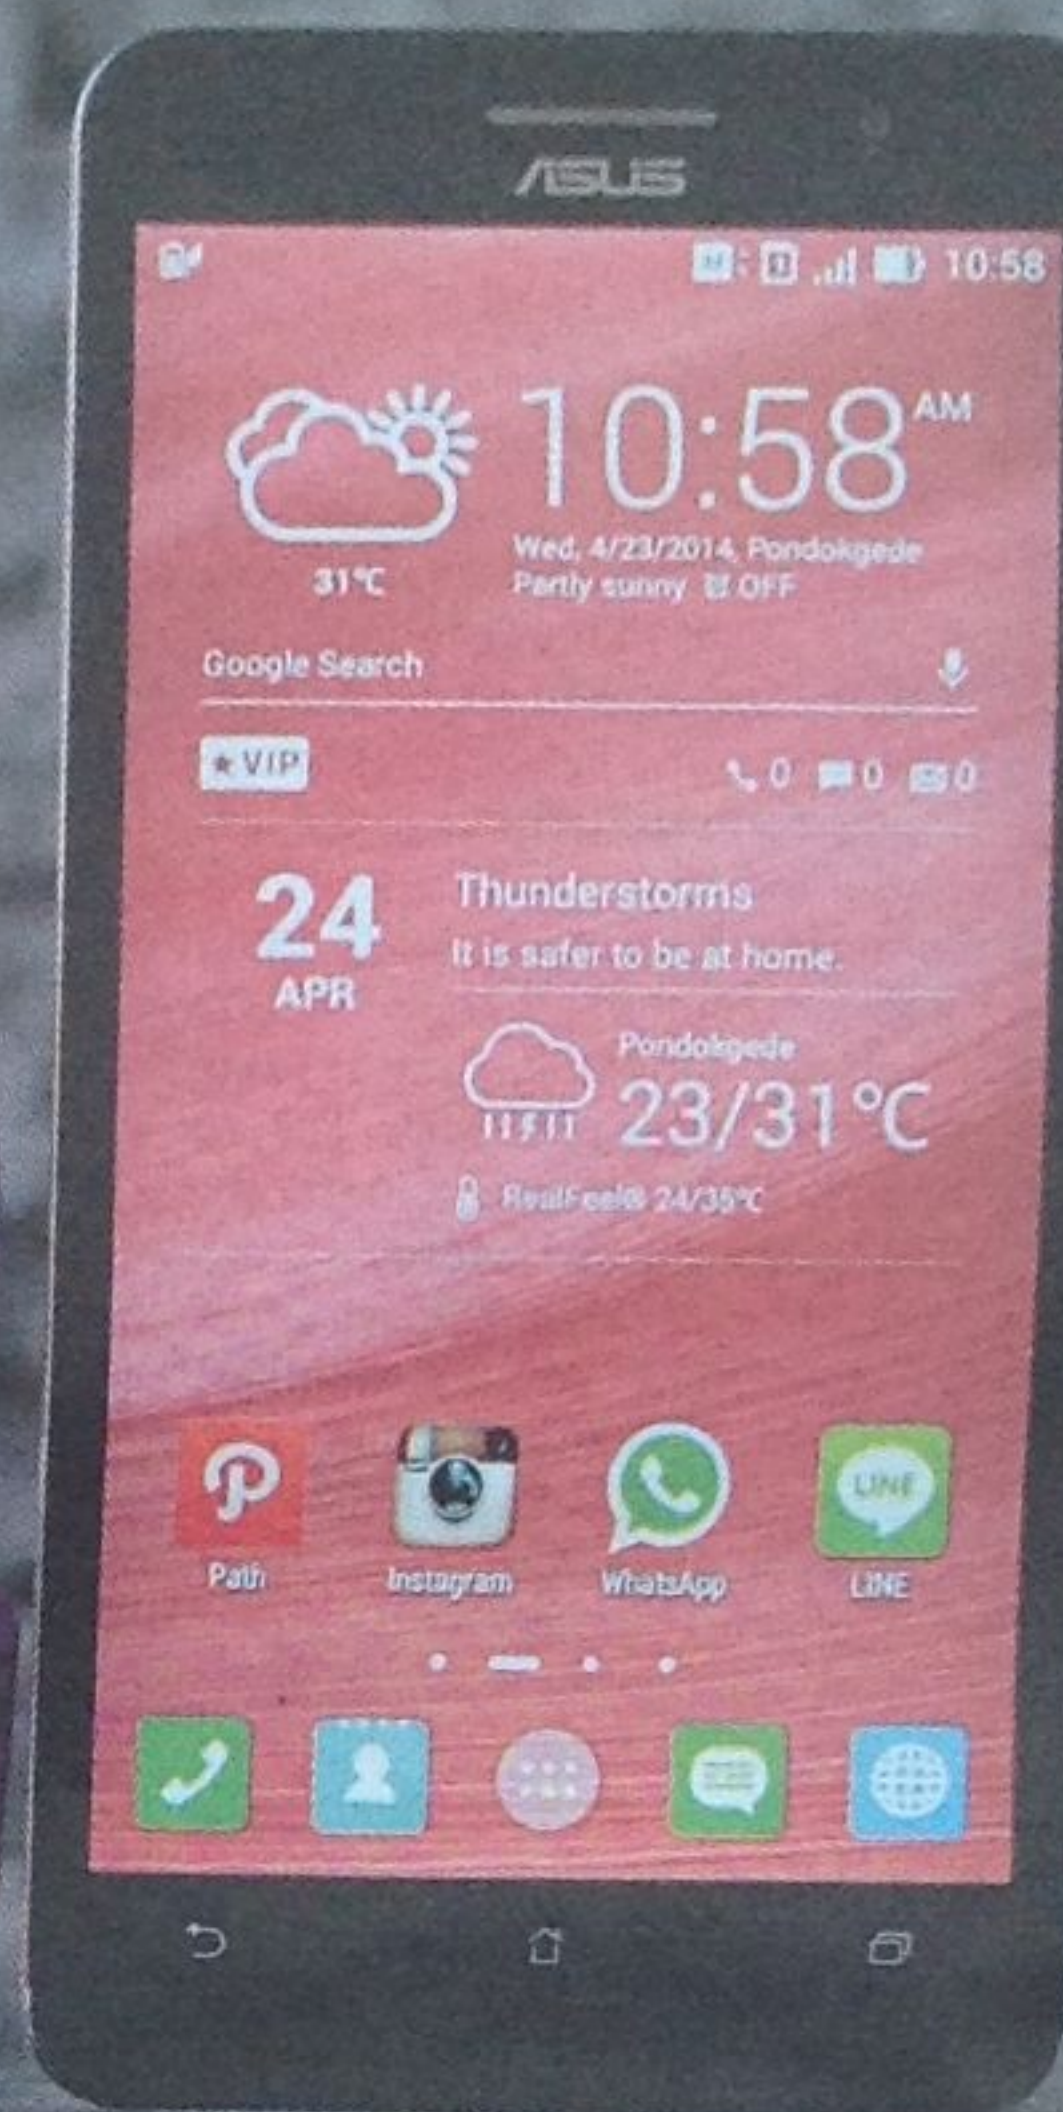 ASUS
10:58
10:58 AM
31°C
Wed, 4/23/2014, Pondokgede
Partly sunny OFF
Google Search
★ VIP
0 0 0
24
APR
Thunderstorms
It is safer to be at home.
Pondokgede
23/31°C
RealFeel® 24/35°C
Path
Instagram
WhatsApp
LINE
LINE